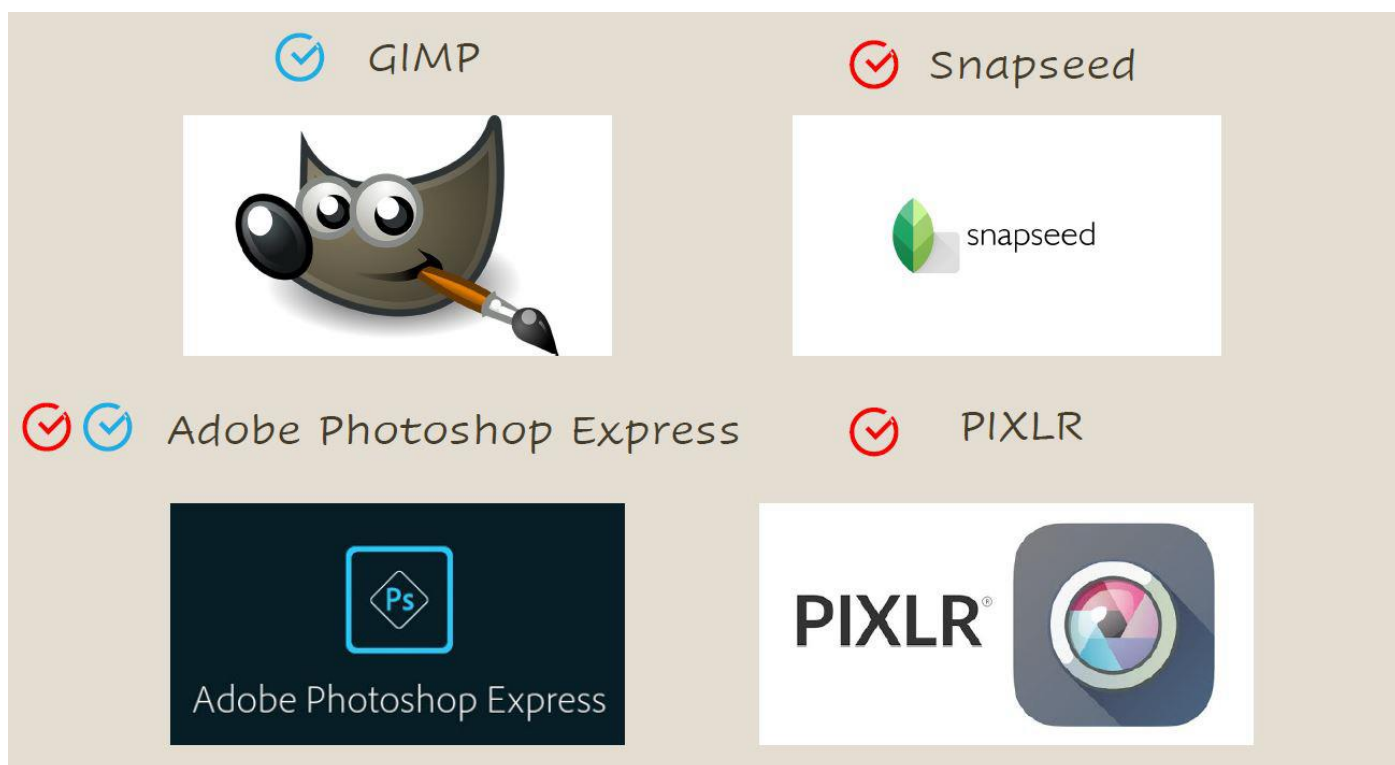 GIMP
Snapseed
snapseed
Adobe Photoshop Express
PIXLR
Ps
Adobe Photoshop Express
PIXLR®